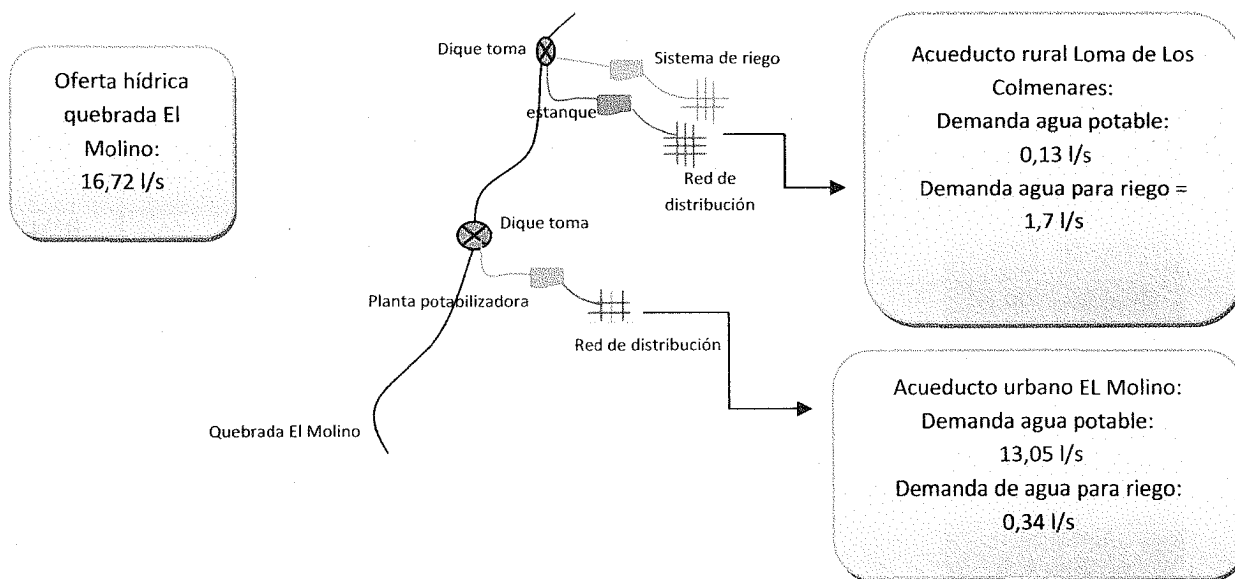 Oferta hídrica
quebrada El
Molino:
16,72 l/s
Dique toma
Sistema de riego
estanque
Red de
distribución
Acueducto rural Loma de Los
Colmenares:
Demanda agua potable:
0,13 l/s
Demanda agua para riego =
1,7 l/s
Dique toma
Planta potabilizadora
Red de distribución
Quebrada El Molino
Acueducto urbano EL Molino:
Demanda agua potable:
13,05 l/s
Demanda de agua para riego:
0,34 l/s